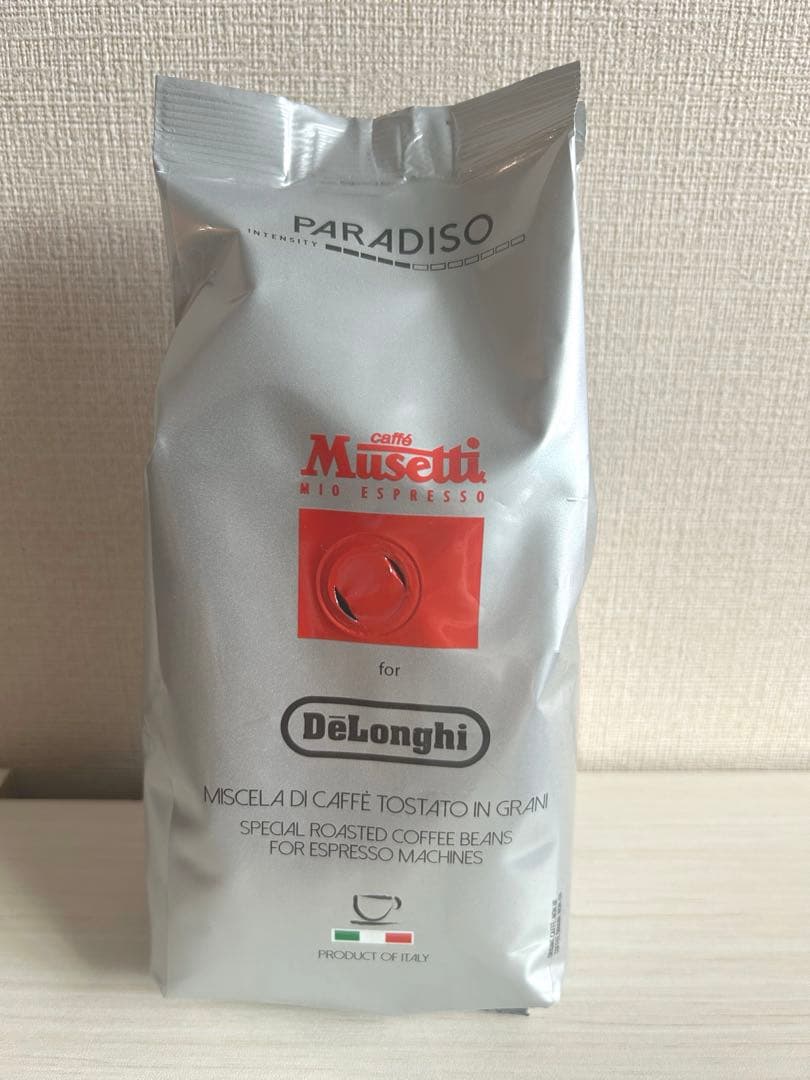 PARADISO
INTENSITY
caffé
Musetti
MIO ESPRESSO
for
DēLonghi
MISCELA DI CAFFÈ TOSTATO IN GRANI
SPECIAL ROASTED COFFEE BEANS
FOR ESPRESSO MACHINES
PRODUCT OF ITALY